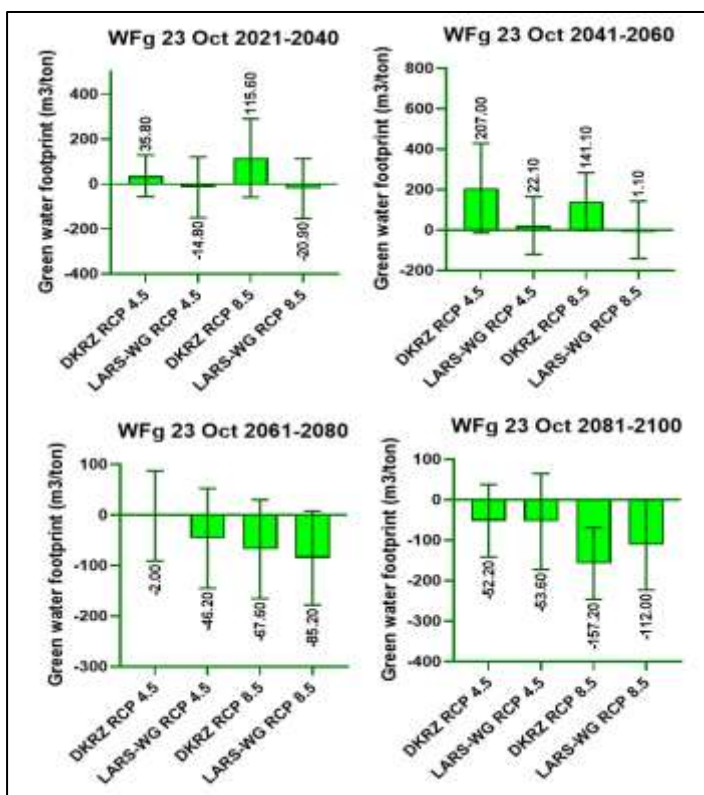 WFg 23 Oct 2021-2040
Green water footprint (m3/ton)
400
200
0
-200
-400
35.80
-14.80
115.60
-20.90
DKRZ RCP 4.5
LARS-WG RCP 4.5
DKRZ RCP 8.5
LARS-WG RCP 8.5
WFg 23 Oct 2041-2060
Green water footprint (m3/ton)
800
600
400
200
0
-200
207.00
22.10
141.10
1.10
DKRZ RCP 4.5
LARS-WG RCP 4.5
DKRZ RCP 8.5
LARS-WG RCP 8.5
WFg 23 Oct 2061-2080
Green water footprint (m3/ton)
100
0
-100
-200
-300
-2.00
-46.20
-67.60
-85.20
DKRZ RCP 4.5
LARS-WG RCP 4.5
DKRZ RCP 8.5
LARS-WG RCP 8.5
WFg 23 Oct 2081-2100
Green water footprint (m3/ton)
100
0
-100
-200
-300
-400
-52.20
-53.60
-157.20
-112.00
DKRZ RCP 4.5
LARS-WG RCP 4.5
DKRZ RCP 8.5
LARS-WG RCP 8.5